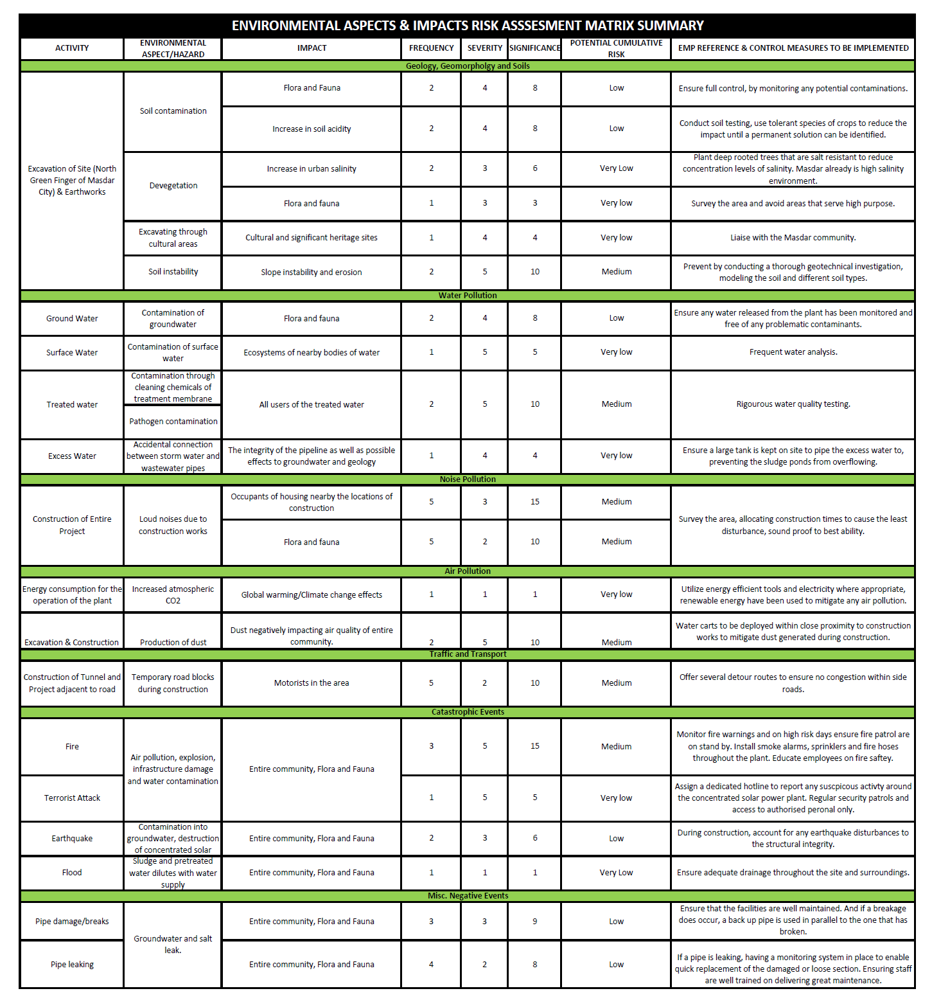 ENVIRONMENTAL ASPECTS & IMPACTS RISK ASSSESMENT MATRIX SUMMARY
ACTIVITY
ENVIRONMENTAL
ASPECT/HAZARD
IMPACT
FREQUENCY
SEVERITY
SIGNIFICANCE
POTENTIAL CUMULATIVE
RISK
EMP REFERENCE & CONTROL MEASURES TO BE IMPLEMENTED
Geology, Geomorpholgy and Soils
Excavation of Site (North
Green Finger of Masdar
City) & Earthworks
Soil contamination
Flora and Fauna
2
4
8
Low
Ensure full control, by monitoring any potential contaminations.
Increase in soil acidity
2
4
8
Low
Conduct soil testing, use tolerant species of crops to reduce the
impact until a permanent solution can be identified.
Devegetation
Increase in urban salinity
2
3
6
Very Low
Plant deep rooted trees that are salt resistant to reduce
concentration levels of salinity. Masdar already is high salinity
environment.
Flora and fauna
1
3
3
Very low
Survey the area and avoid areas that serve high purpose.
Excavating through
cultural areas
Cultural and significant heritage sites
1
4
4
Very low
Liaise with the Masdar community.
Soil instability
Slope instability and erosion
2
5
10
Medium
Prevent by conducting a thorough geotechnical investigation,
modeling the soil and different soil types.
Water Pollution
Ground Water
Contamination of
groundwater
Flora and fauna
2
4
8
Low
Ensure any water released from the plant has been monitored and
free of any problematic contaminants.
Surface Water
Contamination of surface
water
Ecosystems of nearby bodies of water
1
5
5
Very low
Frequent water analysis.
Treated water
Contamination through
cleaning chemicals of
treatment membrane
Pathogen contamination
All users of the treated water
2
5
10
Medium
Rigourous water quality testing.
Excess Water
Accidental connection
between storm water and
wastewater pipes
The integrity of the pipeline as well as possible
effects to groundwater and geology
1
4
4
Very low
Ensure a large tank is kept on site to pipe the excess water to,
preventing the sludge ponds from overflowing.
Noise Pollution
Construction of Entire
Project
Loud noises due to
construction works
Occupants of housing nearby the locations of
construction
5
3
15
Medium
Flora and fauna
5
2
10
Medium
Survey the area, allocating construction times to cause the least
disturbance, sound proof to best ability.
Air Pollution
Energy consumption for the
operation of the plant
Increased atmospheric
CO2
Global warming/Climate change effects
1
1
1
Very low
Utilize energy efficient tools and electricity where appropriate,
renewable energy have been used to mitigate any air pollution.
Excavation & Construction
Production of dust
Dust negatively impacting air quality of entire
community.
2
5
10
Medium
Water carts to be deployed within close proximity to construction
works to mitigate dust generated during construction.
Traffic and Transport
Construction of Tunnel and
Project adjacent to road
Temporary road blocks
during construction
Motorists in the area
5
2
10
Medium
Offer several detour routes to ensure no congestion within side
roads.
Catastrophic Events
Fire
Air pollution, explosion,
infrastructure damage
and water contamination
Entire community, Flora and Fauna
3
5
15
Medium
Monitor fire warnings and on high risk days ensure fire patrol are
on stand by. Install smoke alarms, sprinklers and fire hoses
throughout the plant. Educate employees on fire saftey.
Terrorist Attack
1
5
5
Very low
Assign a dedicated hotline to report any suscpicous activty around
the concentrated solar power plant. Regular security patrols and
access to authorised peronal only.
Earthquake
Contamination into
groundwater, destruction
of concentrated solar
Entire community, Flora and Fauna
2
3
6
Low
During construction, account for any earthquake disturbances to
the structural integrity.
Flood
Sludge and pretreated
water dilutes with water
supply
Entire community, Flora and Fauna
1
1
1
Very Low
Ensure adequate drainage throughout the site and surroundings.
Misc. Negative Events
Pipe damage/breaks
Groundwater and salt
leak.
Entire community, Flora and Fauna
3
3
9
Low
Ensure that the facilities are well maintained. And if a breakage
does occur, a back up pipe is used in parallel to the one that has
broken.
Pipe leaking
Entire community, Flora and Fauna
4
2
8
Low
If a pipe is leaking, having a monitoring system in place to enable
quick replacement of the damaged or loose section. Ensuring staff
are well trained on delivering great maintenance.